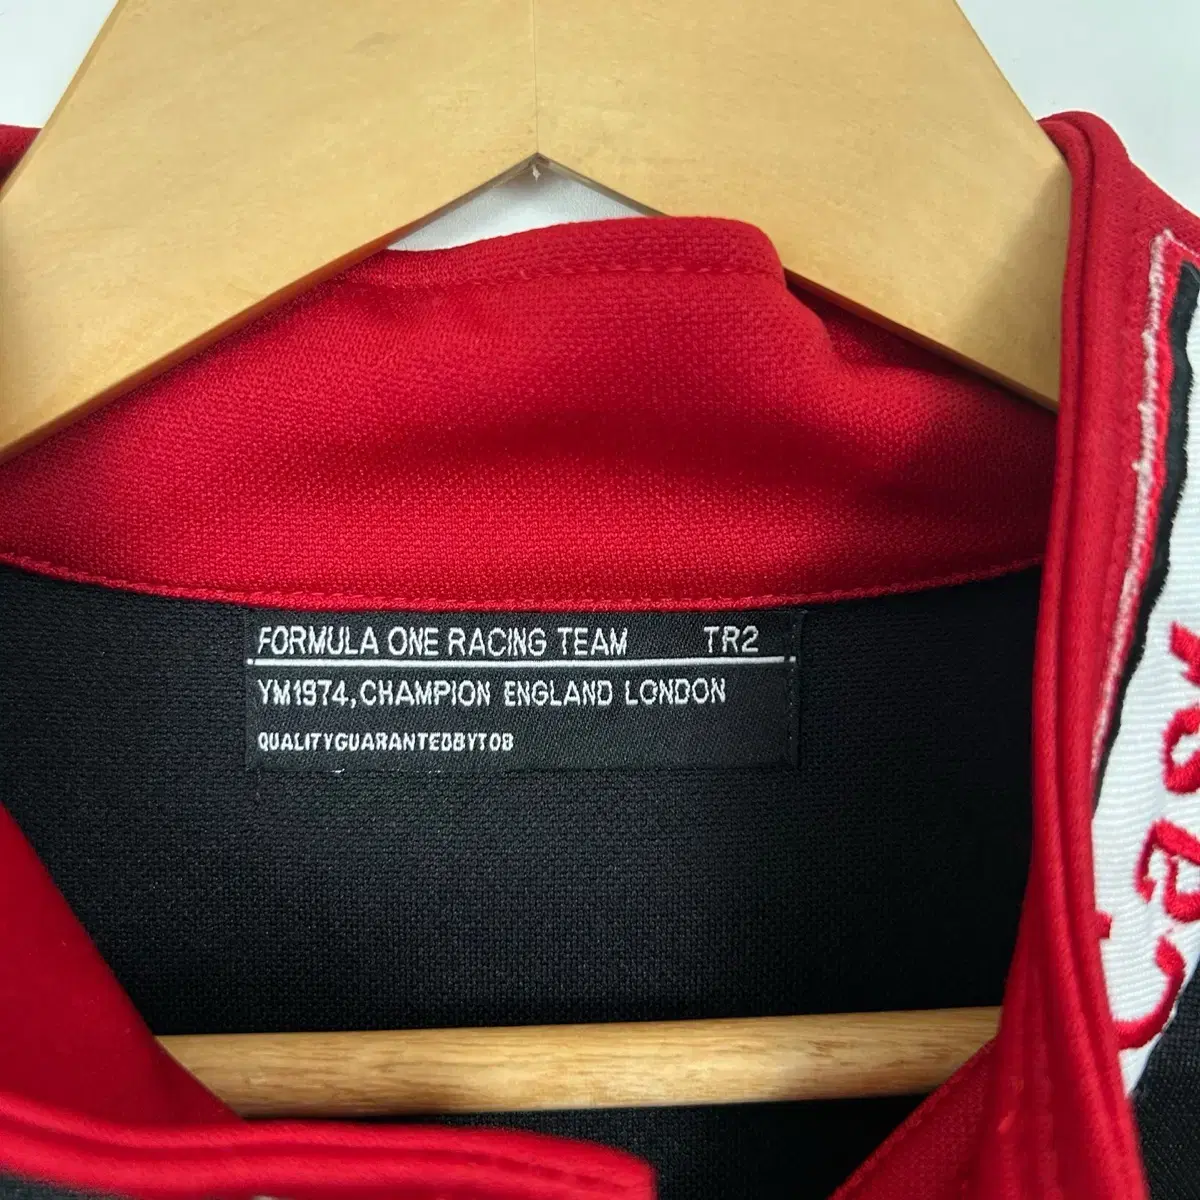 FORMULA ONE RACING TEAM TR2
YM1974,CHAMPION ENGLAND LONDON
QUALITYGUARANTEDBYTOB